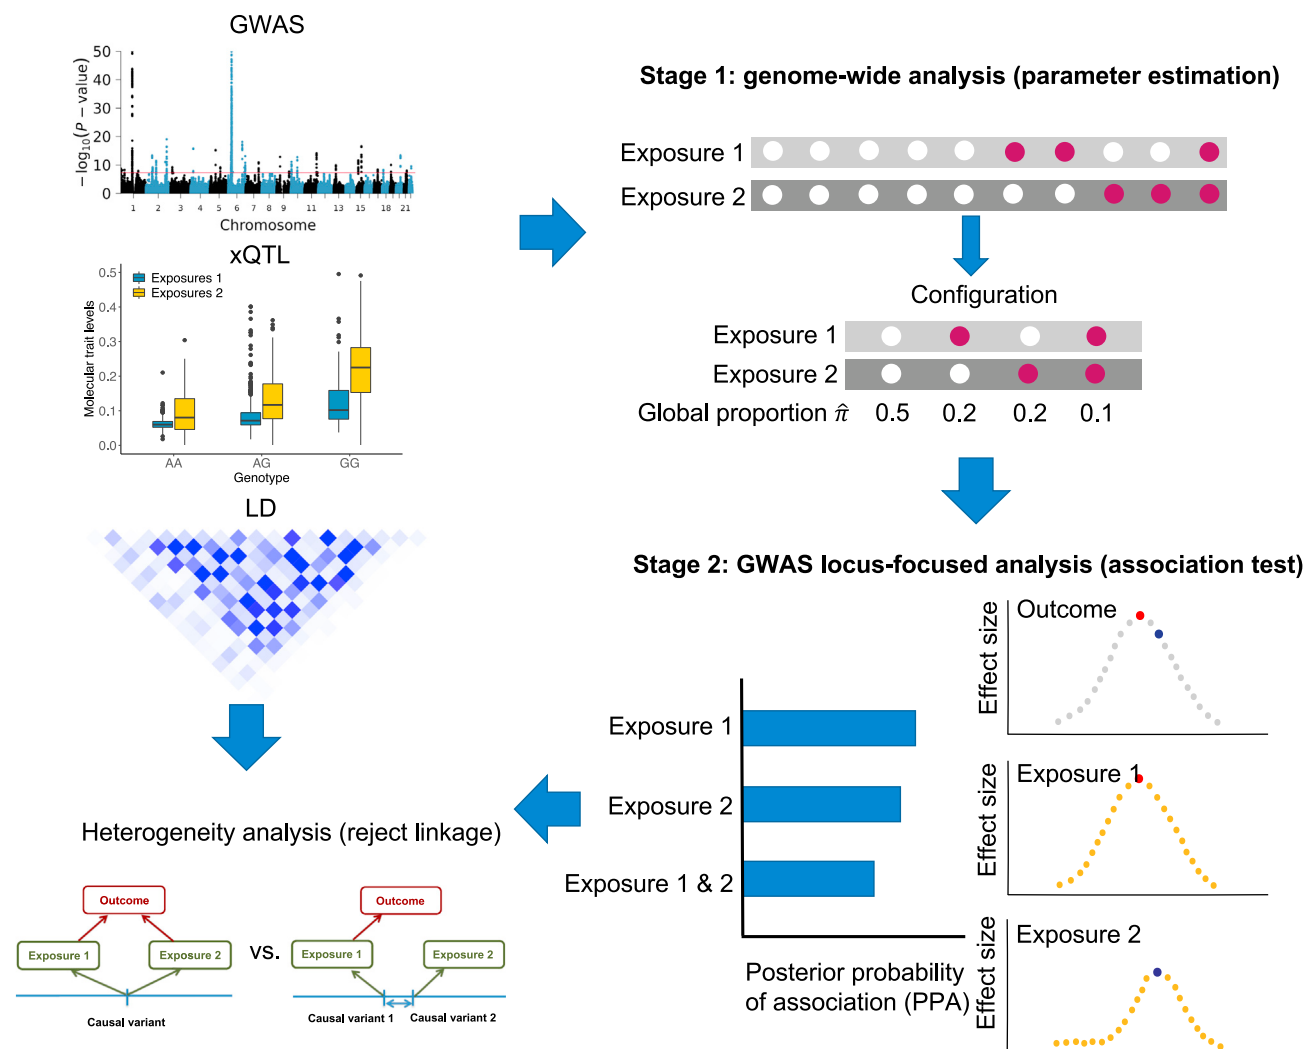 GWAS
− log₁₀(P − value)
50
40
30
20
10
0
1 2 3 4 5 6 7 8 9 11 13 15 18 21
Chromosome
xQTL
Molecular trait levels
0.5
0.4
0.3
0.2
0.1
0.0
Exposures 1
Exposures 2
AA AG GG
Genotype
LD
Stage 1: genome-wide analysis (parameter estimation)
Exposure 1
Exposure 2
Configuration
Exposure 1
Exposure 2
Global proportion π̂ 0.5 0.2 0.2 0.1
Stage 2: GWAS locus-focused analysis (association test)
Exposure 1
Exposure 2
Exposure 1 & 2
Posterior probability
of association (PPA)
Effect size
Outcome
Effect size
Exposure 1
Effect size
Exposure 2
Heterogeneity analysis (reject linkage)
Outcome
Exposure 1 Exposure 2
Causal variant
vs.
Outcome
Exposure 1 Exposure 2
Causal variant 1 Causal variant 2